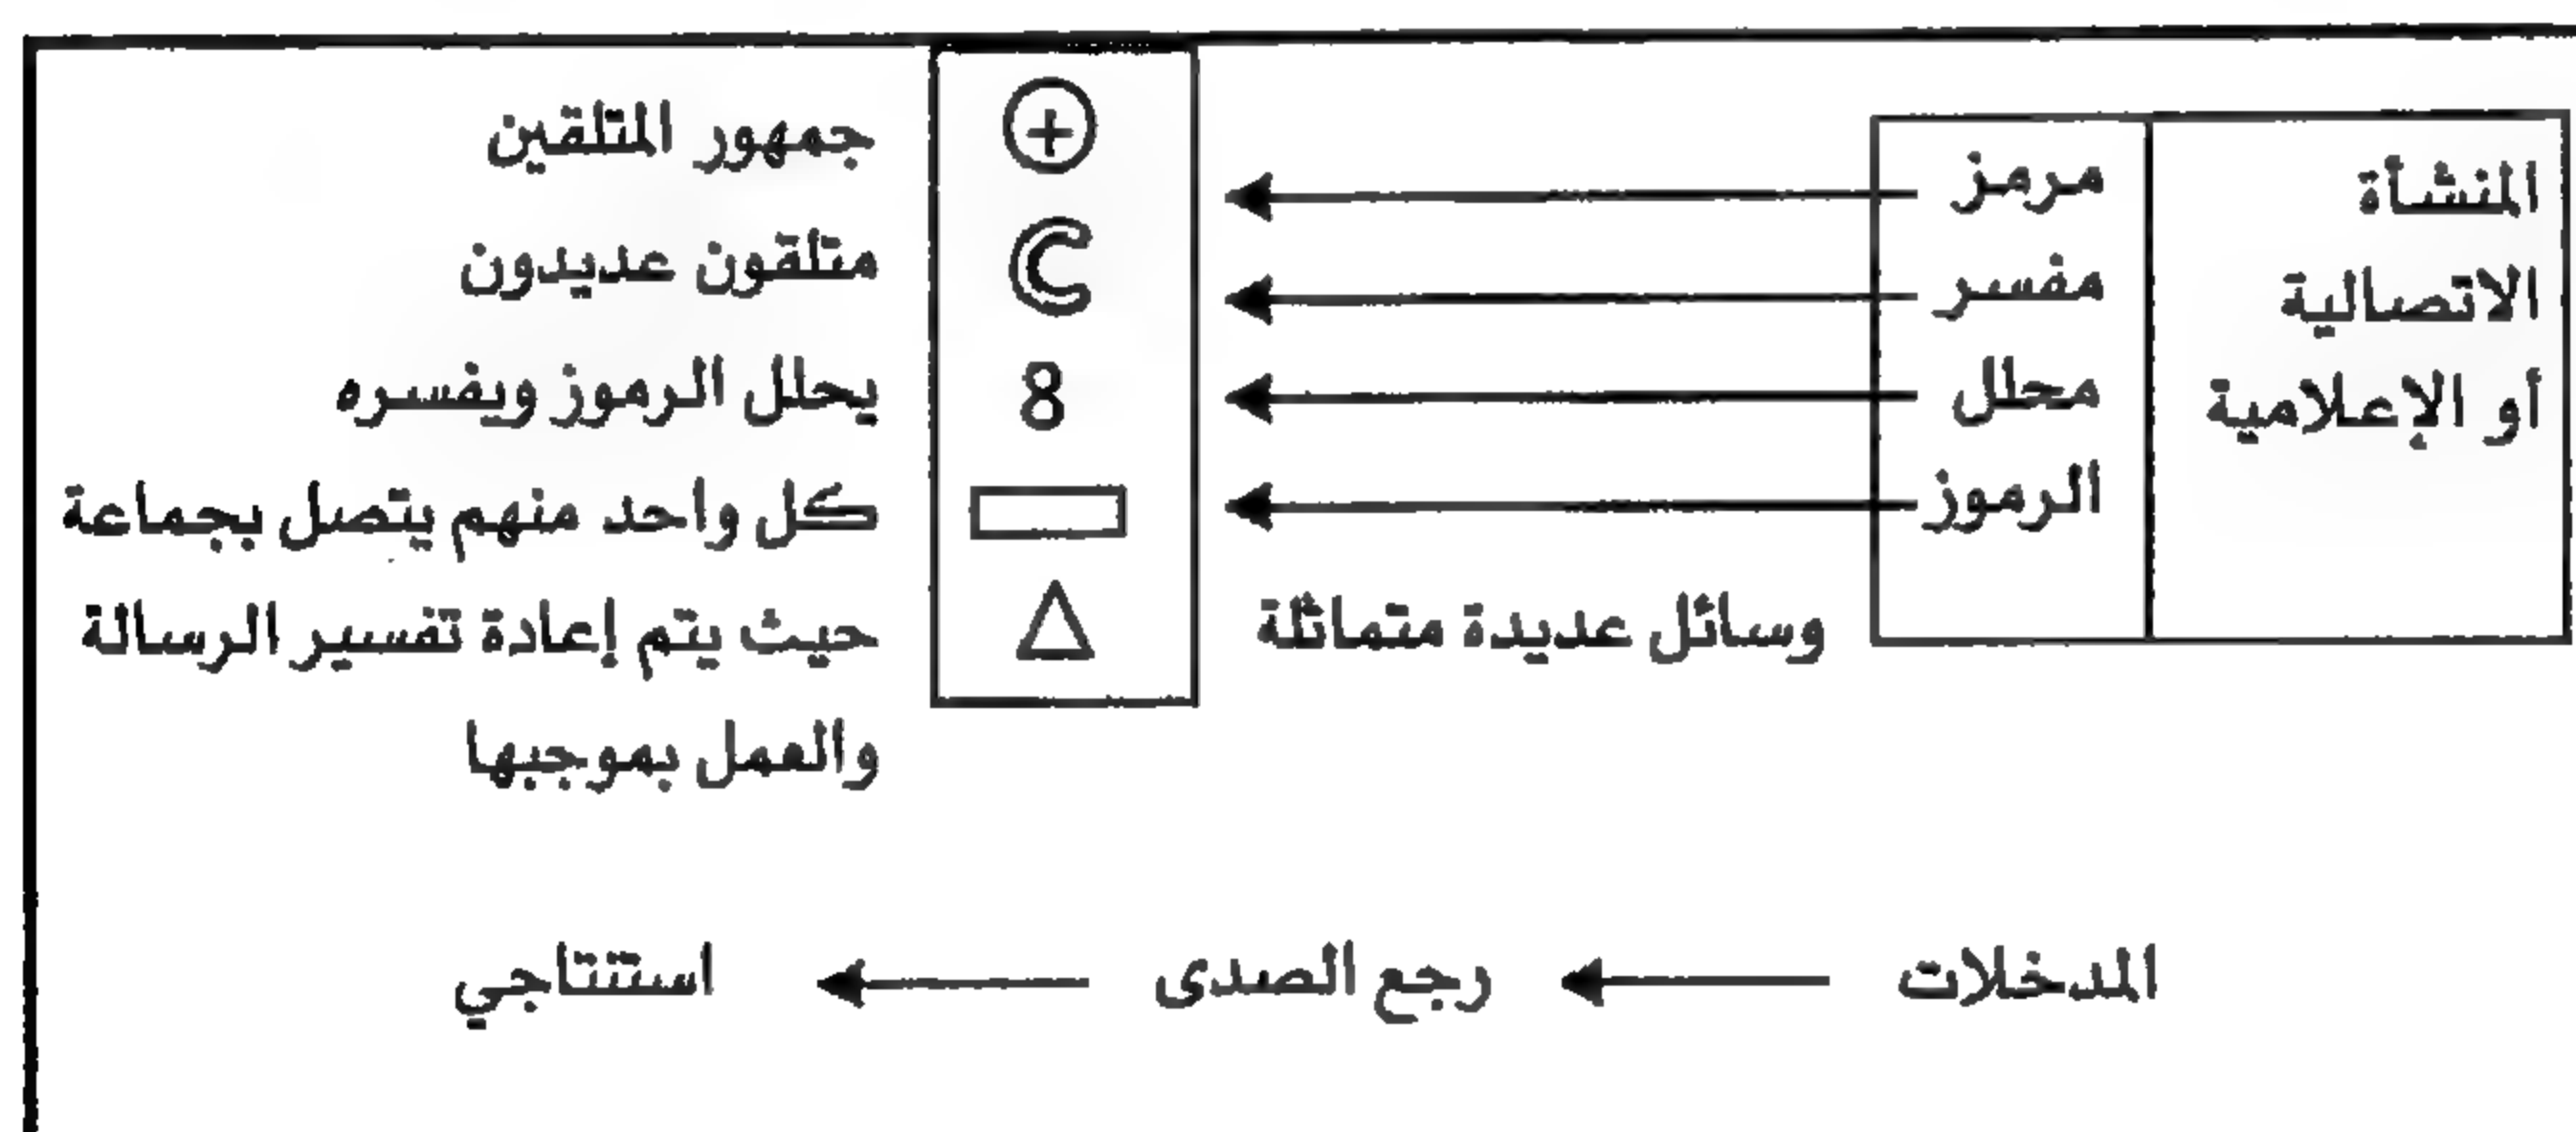 المنشأة
الاتصالية
أو الإعلامية
مرمز
مفسر
محلل
الرموز
وسائل عديدة متماثلة
+
C
8
جمهور المتلقين
متلقون عديدون
يحلل الرموز ويفسره
كل واحد منهم يتصل بجماعة
حيث يتم إعادة تفسير الرسالة
والعمل بموجبها
المدخلات رجع الصدى استنتاجي